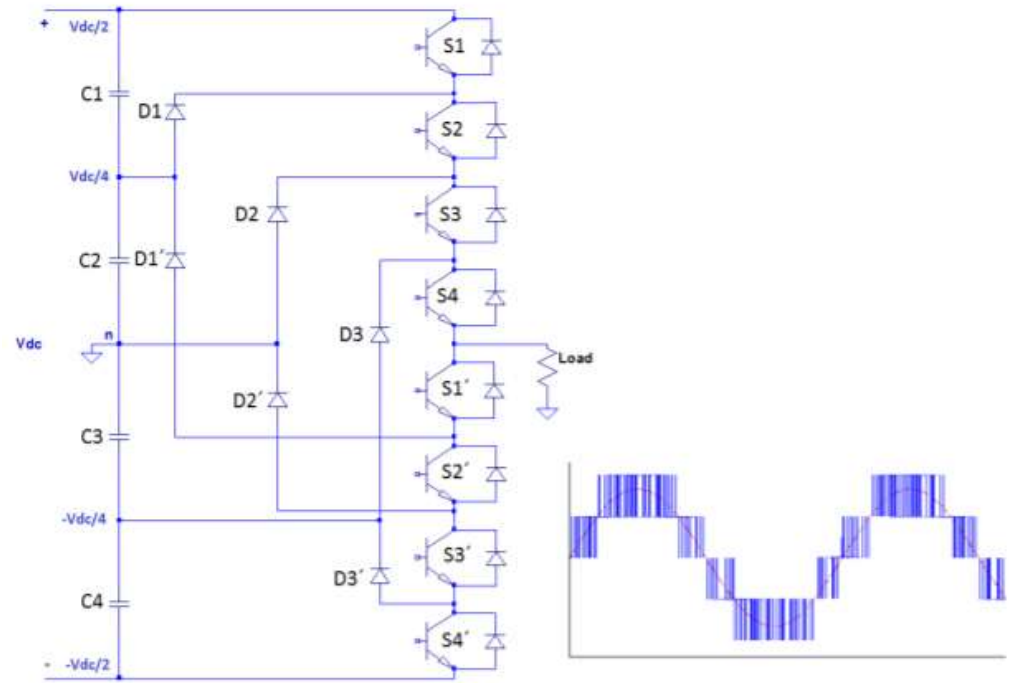 + Vdc/2
S1
C1
D1
S2
Vdc/4
D2
S3
C2
D1´
S4
D3
n
Vdc
Load
D2´
S1´
C3
S2´
-Vdc/4
S3´
D3´
C4
S4´
- -Vdc/2